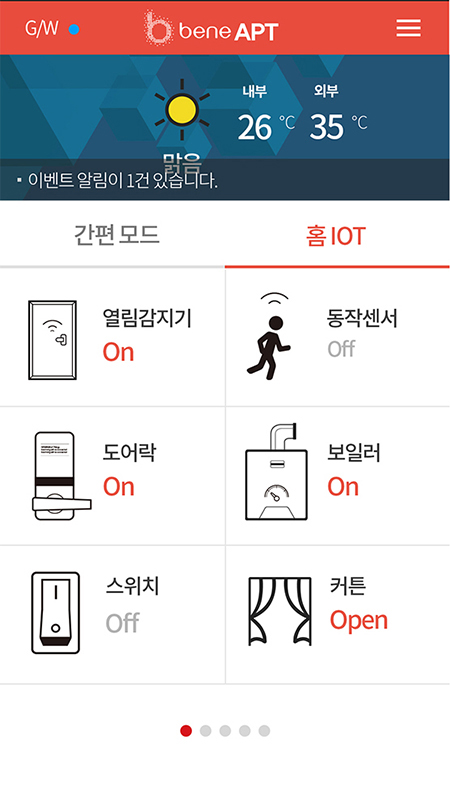 G/W
bene APT
내부 외부
26 ℃ 35 ℃
맑음
이벤트 알림이 1건 있습니다.
간편 모드 홈 IOT
열림감지기
On
동작센서
Off
도어락
On
보일러
On
스위치
Off
커튼
Open